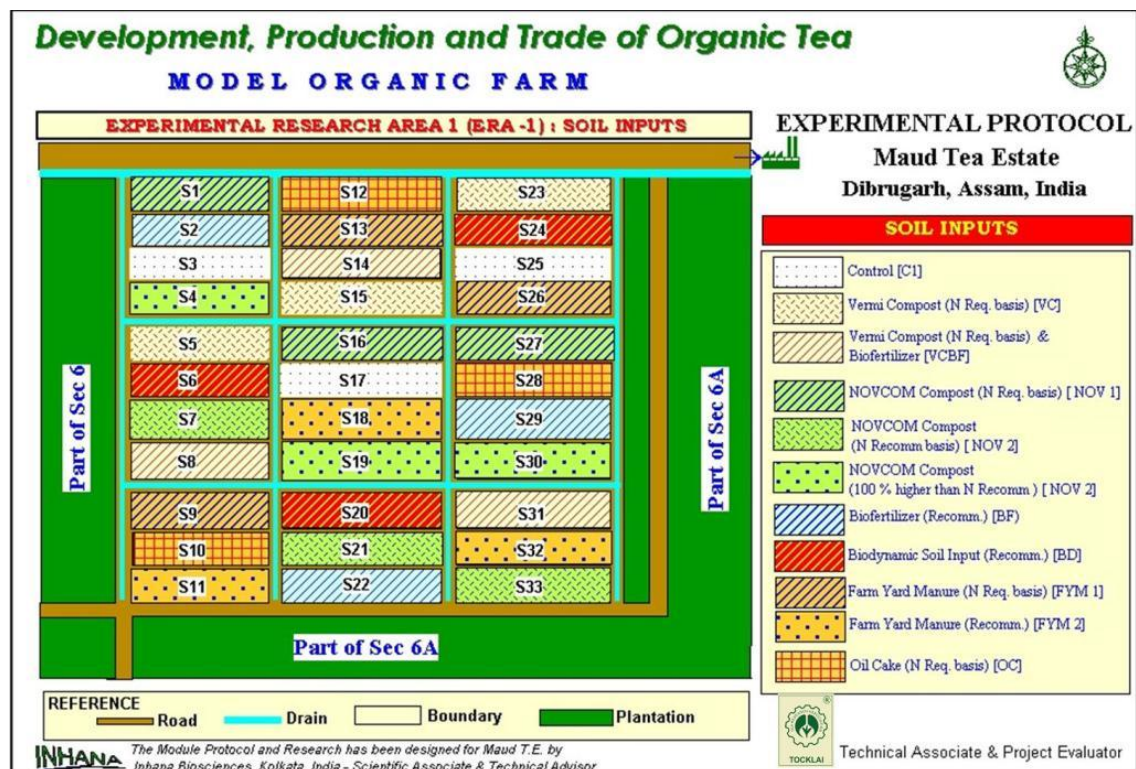 Development, Production and Trade of Organic Tea
MODEL ORGANIC FARM
EXPERIMENTAL RESEARCH AREA 1 (ERA -1) : SOIL INPUTS
S1
S2
S3
S4
S5
S6
S7
S8
S9
S10
S11
S12
S13
S14
S15
S16
S17
S18
S19
S20
S21
S22
S23
S24
S25
S26
S27
S28
S29
S30
S31
S32
S33
Part of Sec 6
Part of Sec 6A
Part of Sec 6A
EXPERIMENTAL PROTOCOL
Maud Tea Estate
Dibrugarh, Assam, India
SOIL INPUTS
Control [C1]
Vermi Compost (N Req. basis) [VC]
Vermi Compost (N Req. basis) &
Biofertilizer [VCBF]
NOVCOM Compost (N Req. basis) [ NOV 1]
NOVCOM Compost
(N Recomm basis) [ NOV 2]
NOVCOM Compost
(100 % higher than N Recomm ) [ NOV 2]
Biofertilizer (Recomm.) [BF]
Biodynamic Soil Input (Recomm.) [BD]
Farm Yard Manure (N Req. basis) [FYM 1]
Farm Yard Manure (Recomm.) [FYM 2]
Oil Cake (N Req. basis) [OC]
REFERENCE
Road
Drain
Boundary
Plantation
INHANA
The Module Protocol and Research has been designed for Maud T.E. by
Inhana Biosciences, Kolkata, India - Scientific Associate & Technical Advisor
TOCKLAI
®
Technical Associate & Project Evaluator